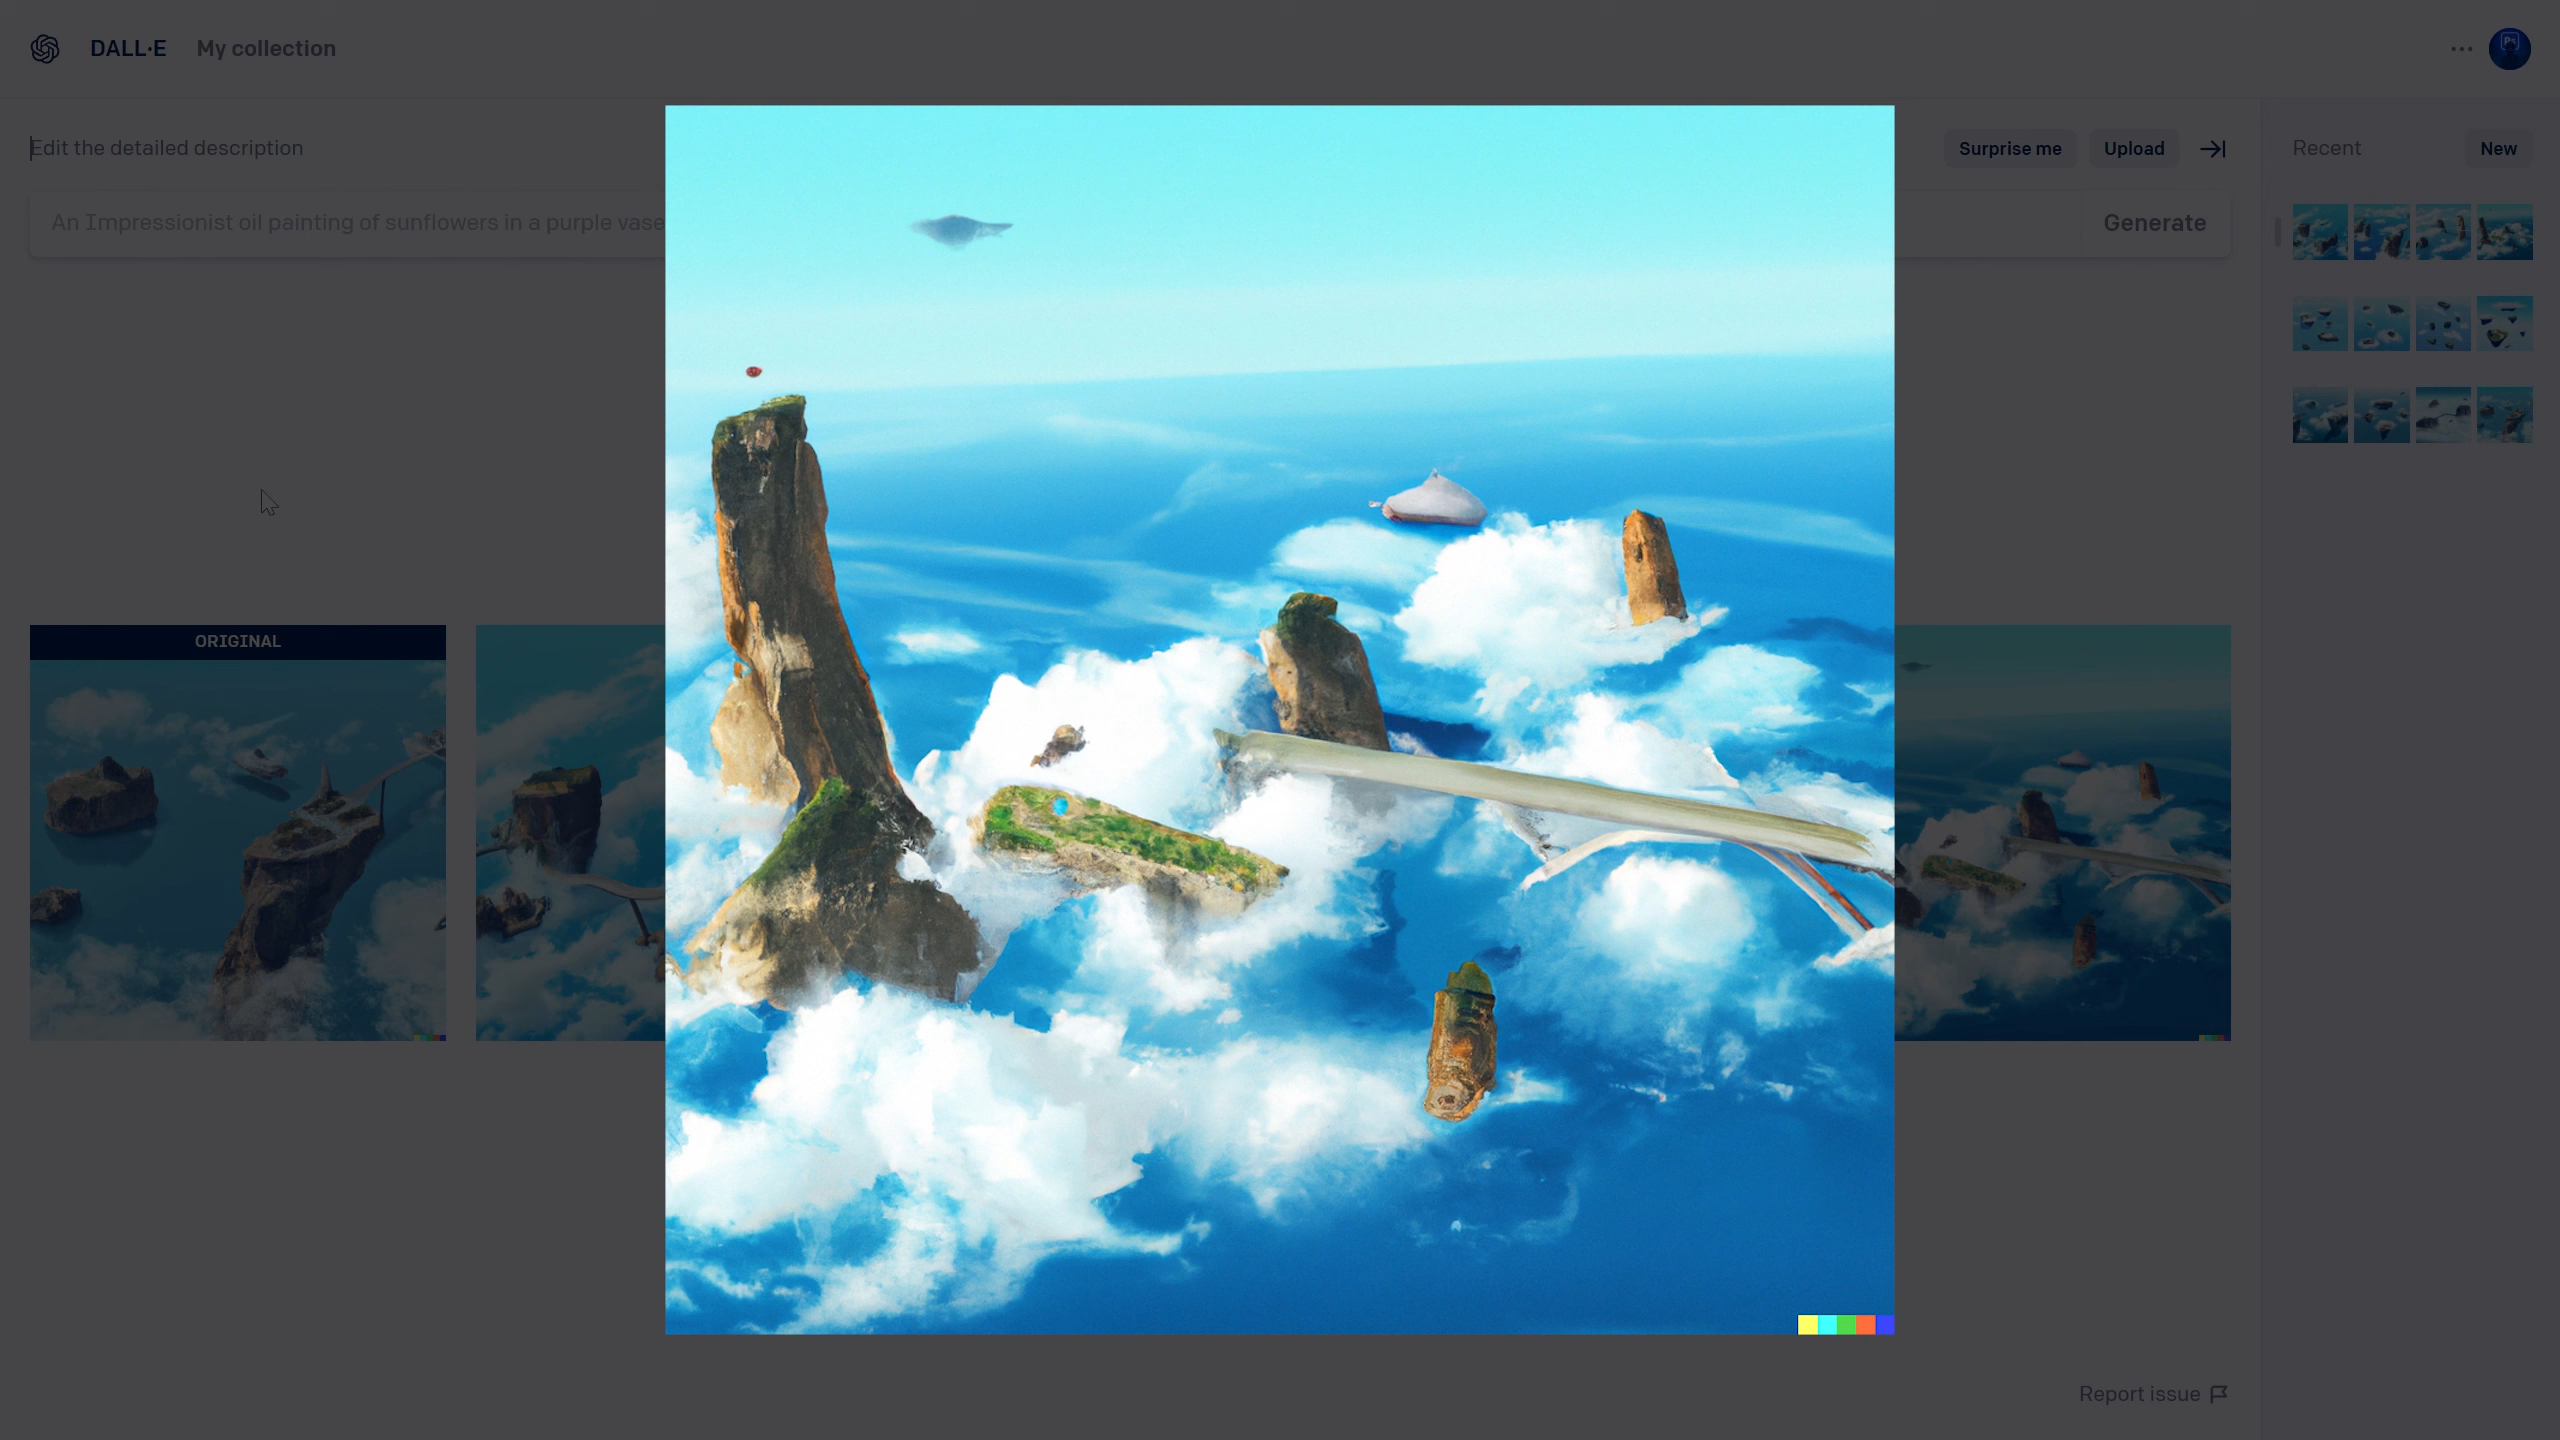 DALL·E My collection
Edit the detailed description
Surprise me Upload
Recent New
An Impressionist oil painting of sunflowers in a purple vase
Generate
ORIGINAL
Report issue